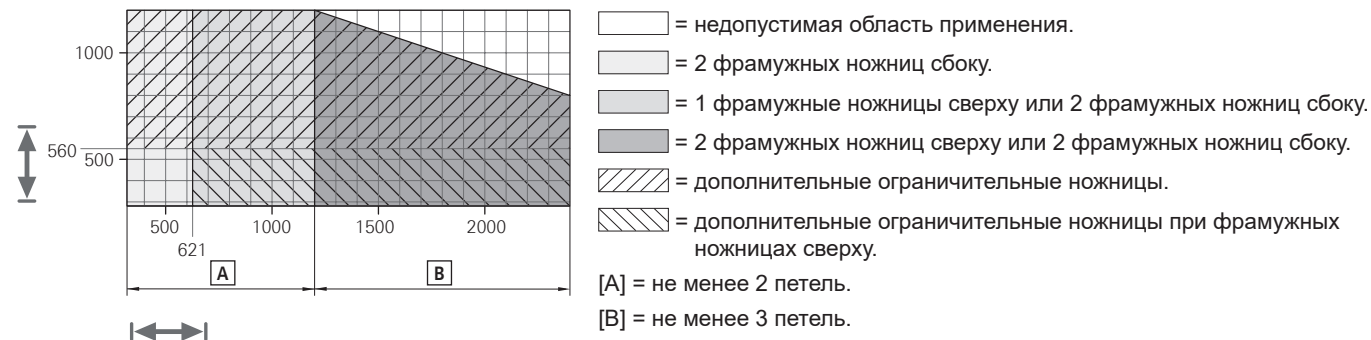 1000
560
500
500
1000
1500
2000
621
A
B
= недопустимая область применения.
= 2 фрамужных ножниц сбоку.
= 1 фрамужные ножницы сверху или 2 фрамужных ножниц сбоку.
= 2 фрамужных ножниц сверху или 2 фрамужных ножниц сбоку.
= дополнительные ограничительные ножницы.
= дополнительные ограничительные ножницы при фрамужных
ножницах сверху.
[A] = не менее 2 петель.
[B] = не менее 3 петель.